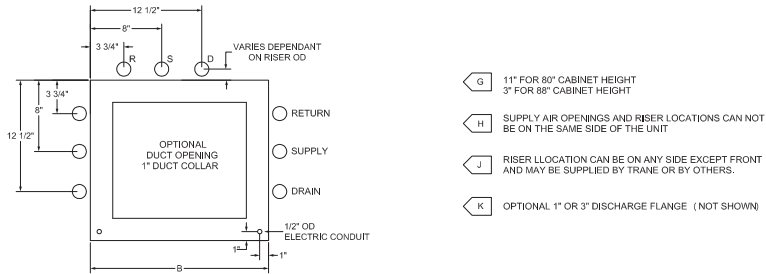 12 1/2"
8"
3 3/4"
R
S
D
VARIES DEPENDANT
ON RISER OD
3 3/4"
8"
12 1/2"
OPTIONAL
DUCT OPENING
1" DUCT COLLAR
RETURN
SUPPLY
DRAIN
1/2" OD
ELECTRIC CONDUIT
1"
1"
B
G
11" FOR 80" CABINET HEIGHT
3" FOR 88" CABINET HEIGHT
H
SUPPLY AIR OPENINGS AND RISER LOCATIONS CAN NOT
BE ON THE SAME SIDE OF THE UNIT
J
RISER LLOCATION CAN BE ON ANY SIDE EXCEPT FRONT
AND MAY BE SUPPLIED BY TRANE OR BY OTHERS.
K
OPTIONAL 1" OR 3" DISCHARGE FLANGE ( NOT SHOWN)